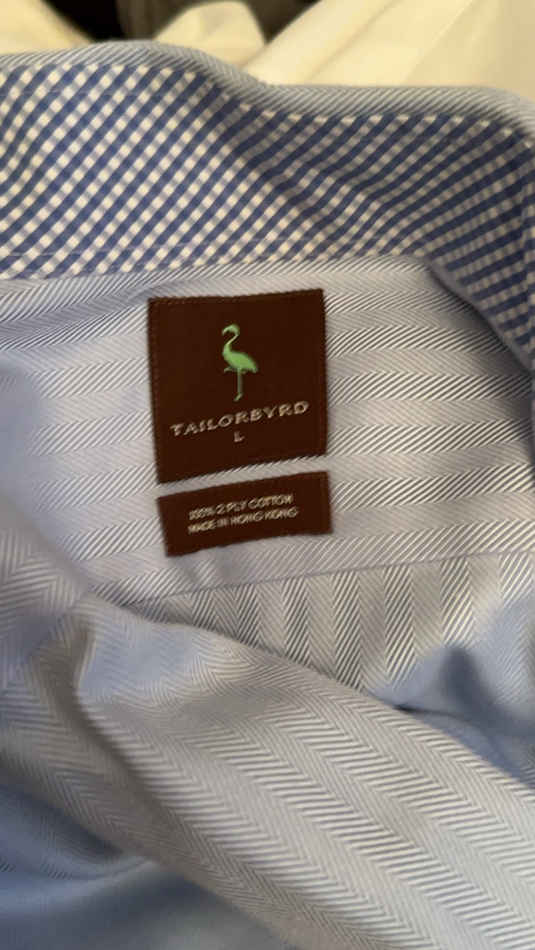 TAILORBYRD
L
100% 2 PLY COTTON
MADE IN HONG KONG